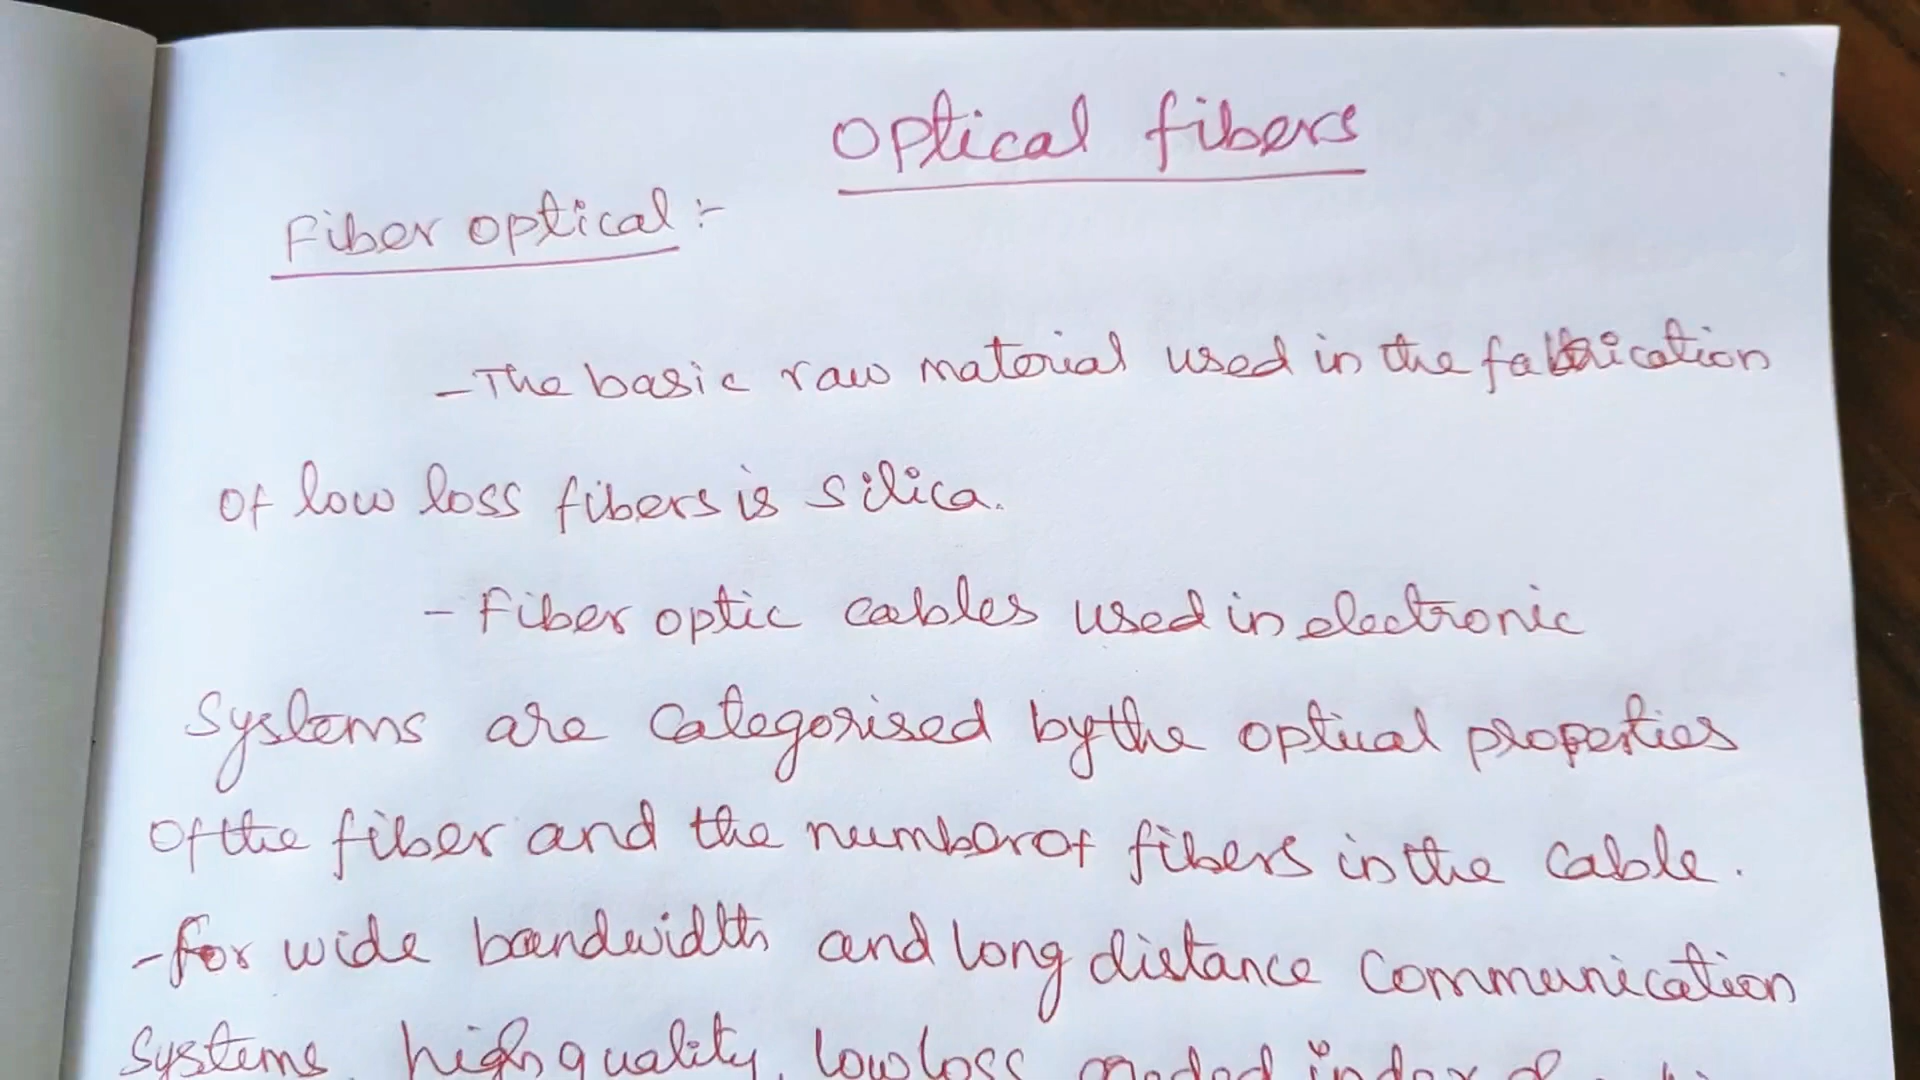 Optical fibers
Fiber optical :-
- The basic raw material used in the fabrication
of low loss fibers is silica.
- Fiber optic cables used in electronic
systems are categorised by the optical properties
of the fiber and the number of fibers in the cable.
- for wide bandwidth and long distance communication
systems, high quality, low loss graded index